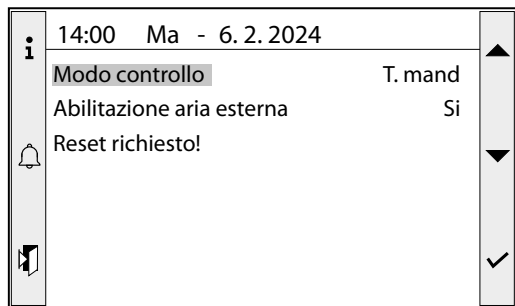 14:00 Ma - 6. 2. 2024
Modo controllo T. mand
Abilitazione aria esterna Si
Reset richiesto!